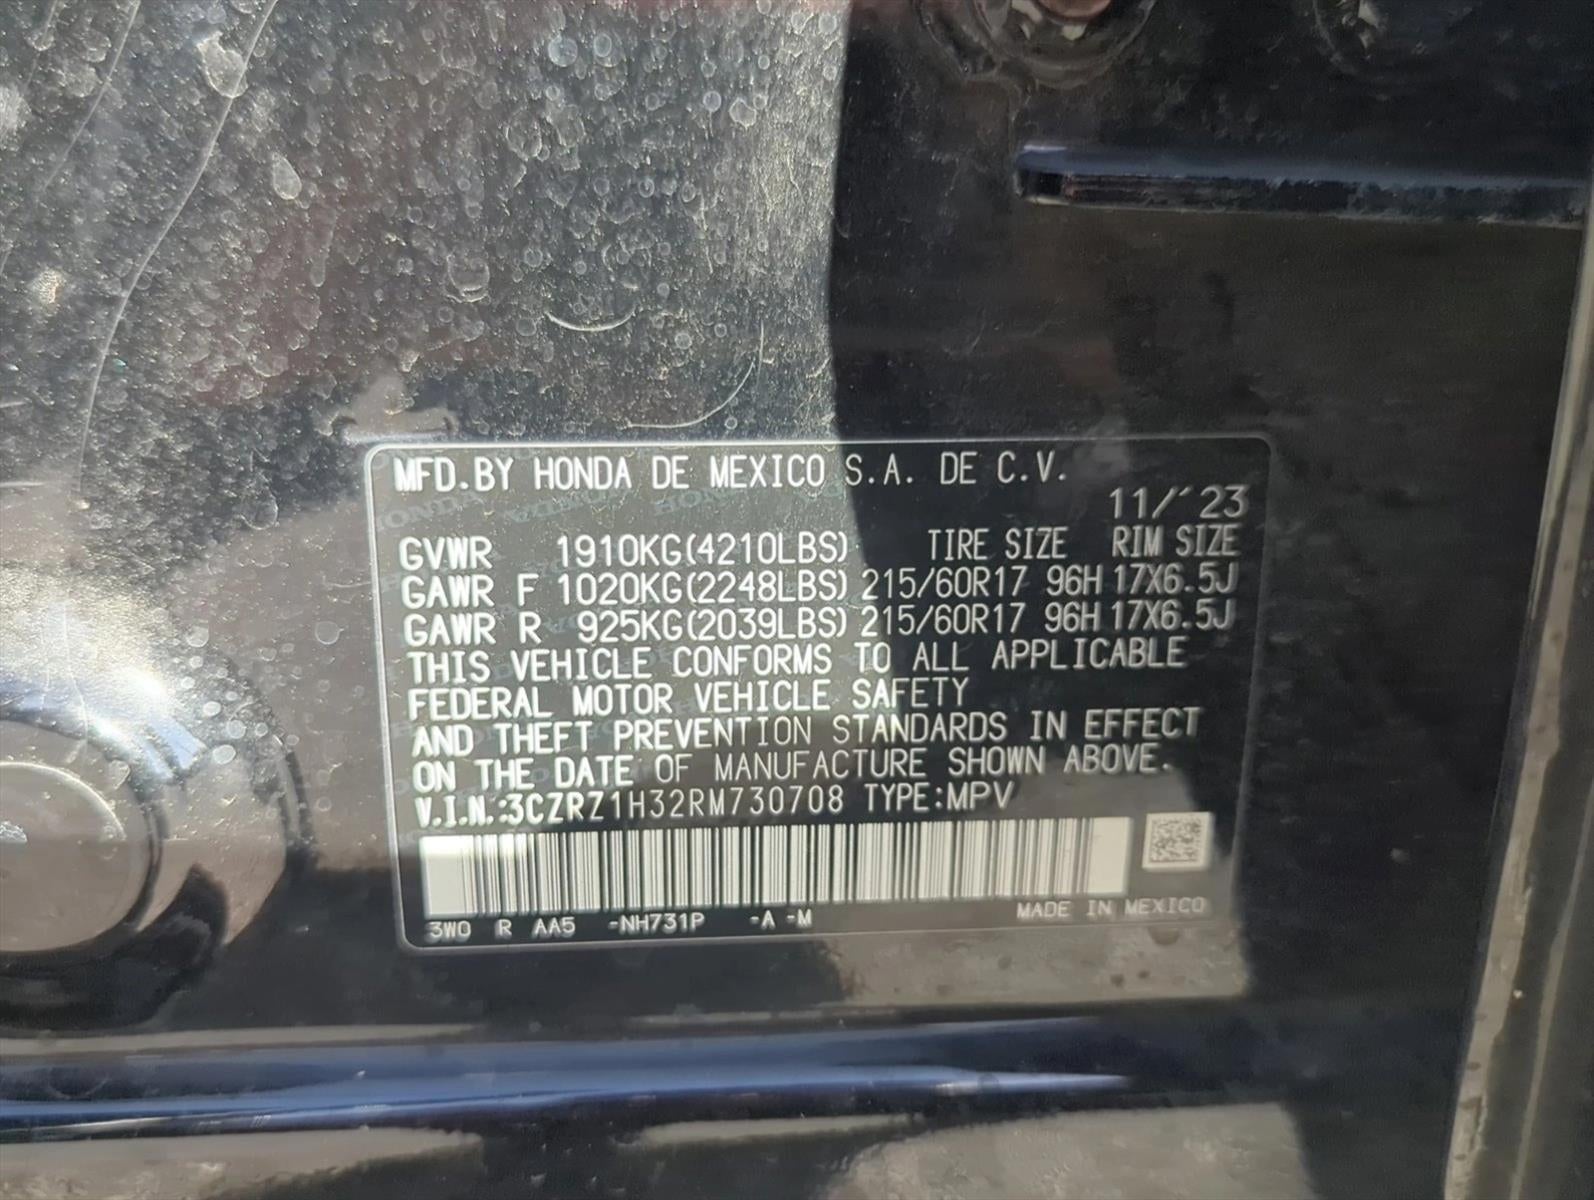 MFD.BY HONDA DE MEXICO S.A. DE C.V.
11/'23
GVWR 1910KG(4210LBS) TIRE SIZE RIM SIZE
GAWR F 1020KG(2248LBS) 215/60R17 96H 17X6.5J
GAWR R 925KG(2039LBS) 215/60R17 96H 17X6.5J
THIS VEHICLE CONFORMS TO ALL APPLICABLE
FEDERAL MOTOR VEHICLE SAFETY
AND THEFT PREVENTION STANDARDS IN EFFECT
ON THE DATE OF MANUFACTURE SHOWN ABOVE.
V.I.N.:3CZRZ1H32RM730708 TYPE:MPV
3W0 R AA5 -NH731P -A -M MADE IN MEXICO